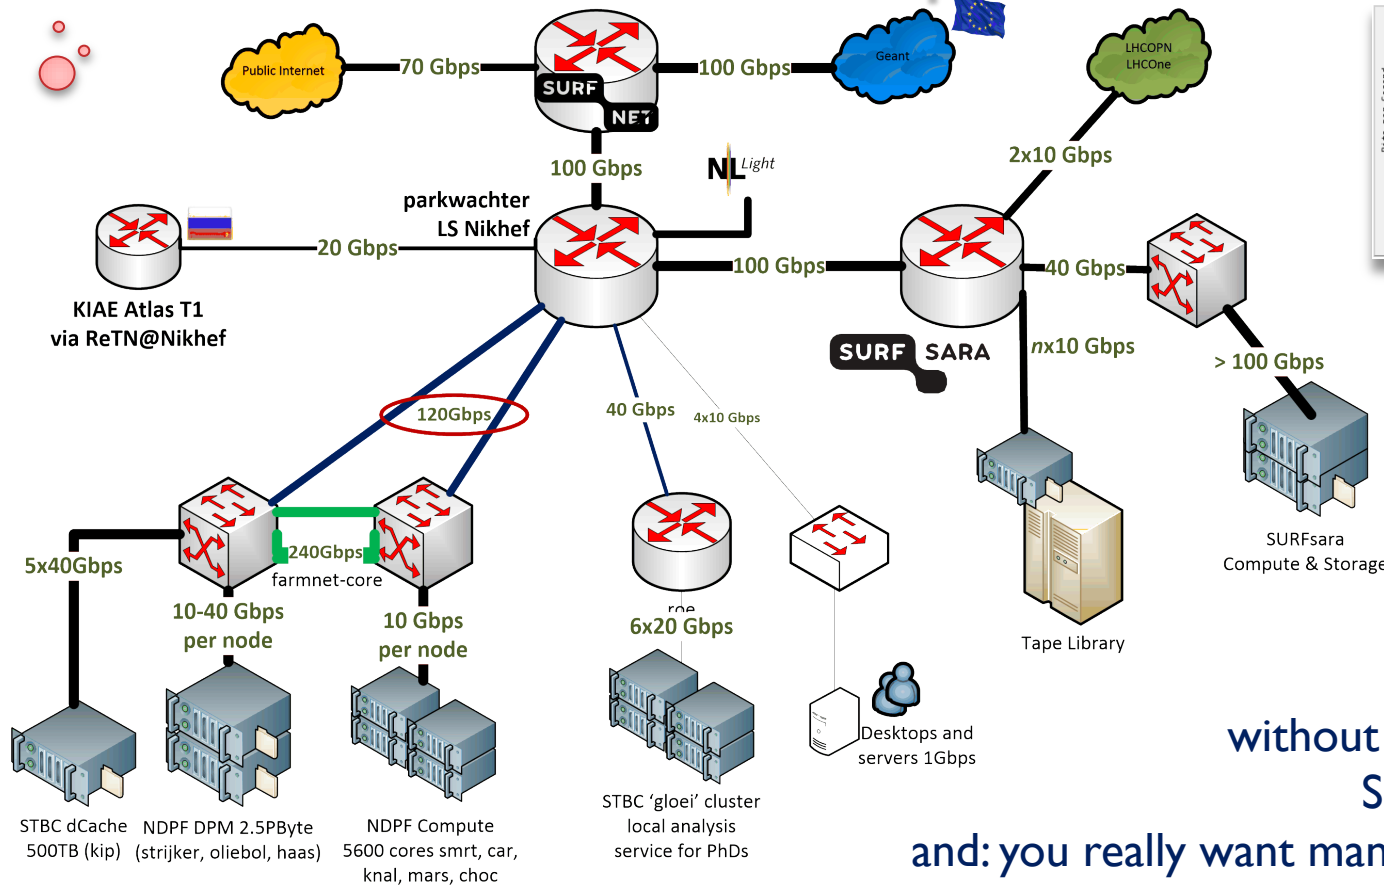 Public Internet
70 Gbps
SURF
NET
100 Gbps
Geant
LHCOPN
LHCOne
2x10 Gbps
100 Gbps
NLLight
parkwachter
LS Nikhef
20 Gbps
100 Gbps
40 Gbps
KIAE Atlas T1
via ReTN@Nikhef
SURF SARA
nx10 Gbps
> 100 Gbps
120Gbps
40 Gbps
4x10 Gbps
5x40Gbps
240Gbps
farmnet-core
10-40 Gbps
per node
10 Gbps
per node
roe
6x20 Gbps
SURFsara
Compute & Storage
Tape Library
Desktops and
servers 1Gbps
STBC dCache
500TB (kip)
NDPF DPM 2.5PByte
(strijker, oliebol, haas)
NDPF Compute
5600 cores smrt, car,
knal, mars, choc
STBC ‘gloei’ cluster
local analysis
service for PhDs
without
S
and: you really want man